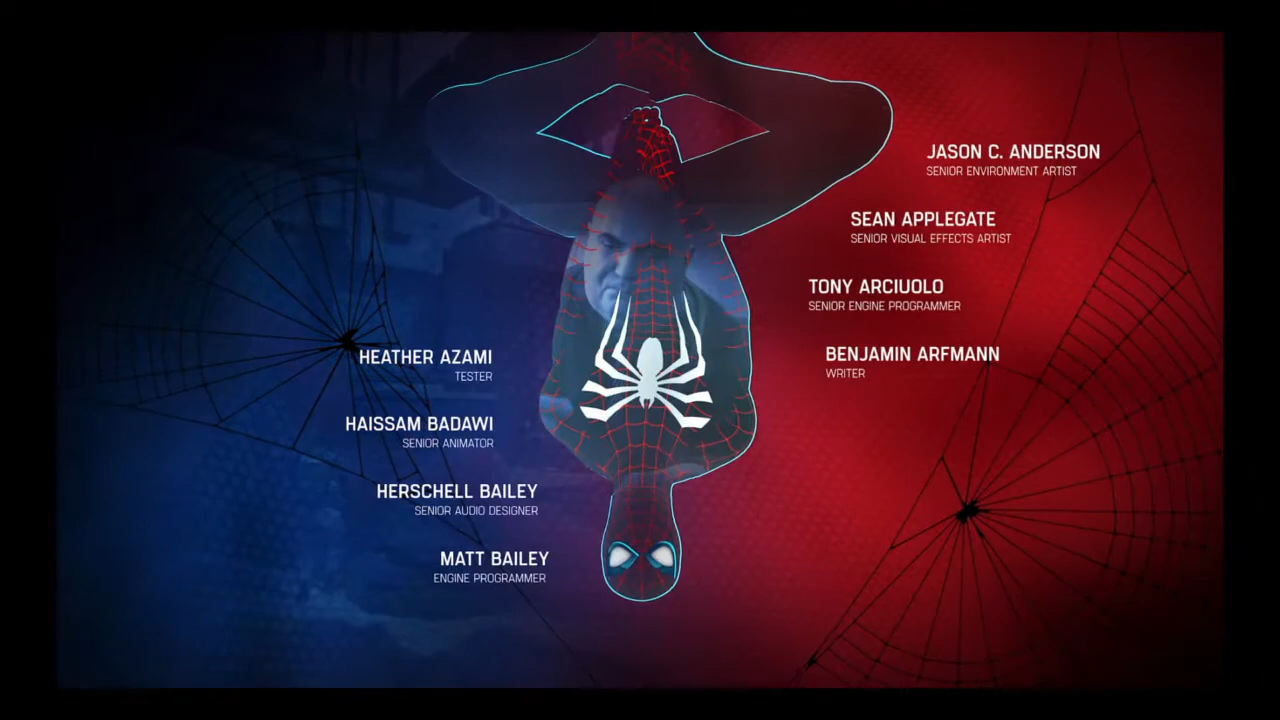 JASON C. ANDERSON
SENIOR ENVIRONMENT ARTIST
SEAN APPLEGATE
SENIOR VISUAL EFFECTS ARTIST
TONY ARCIUOLO
SENIOR ENGINE PROGRAMMER
BENJAMIN ARFMANN
WRITER
HEATHER AZAMI
TESTER
HAISSAM BADAWI
SENIOR ANIMATOR
HERSCHELL BAILEY
SENIOR AUDIO DESIGNER
MATT BAILEY
ENGINE PROGRAMMER